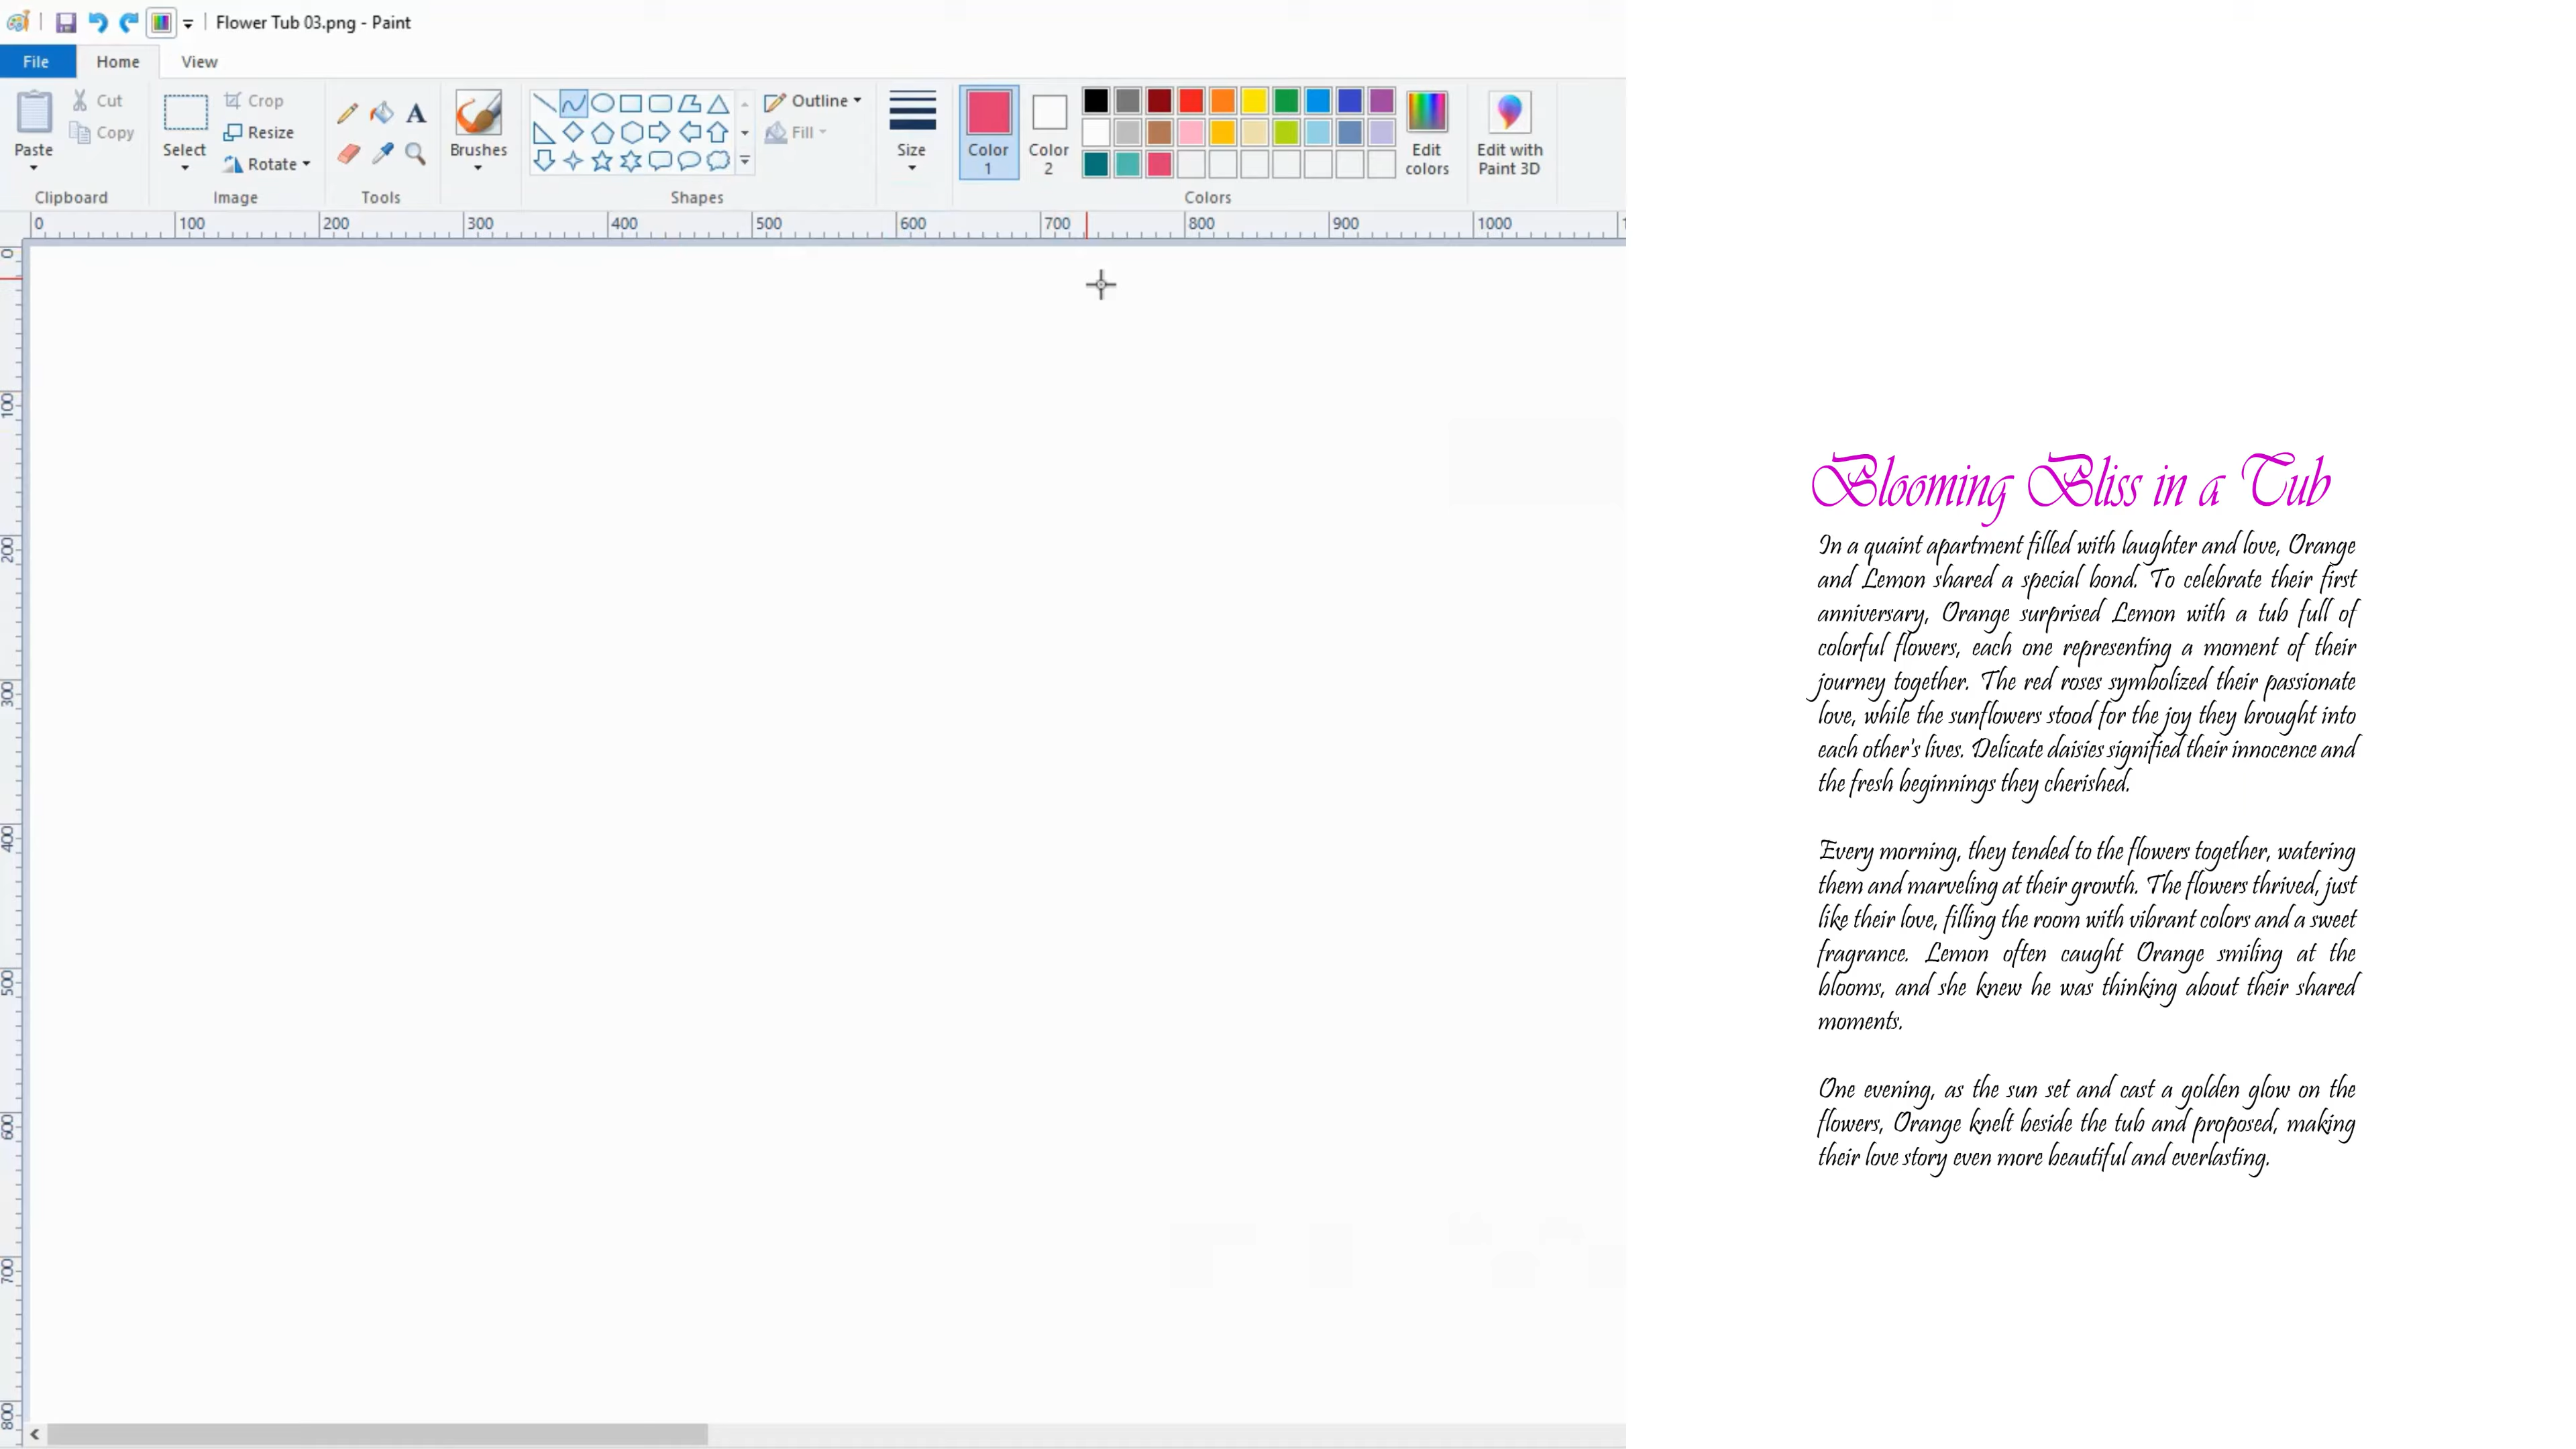 Flower Tub 03.png - Paint
File Home View
Paste
Cut
Copy
Clipboard
Select
Crop
Resize
Rotate
Image
A
Tools
Brushes
Outline
Fill
Shapes
Size
Color 1
Color 2
Colors
Edit colors
Edit with Paint 3D
0 100 200 300 400 500 600 700 800 900 1000
0
100
200
300
400
500
600
700
800
Blooming Bliss in a Tub
In a quaint apartment filled with laughter and love, Orange
and Lemon shared a special bond. To celebrate their first
anniversary, Orange surprised Lemon with a tub full of
colorful flowers, each one representing a moment of their
journey together. The red roses symbolized their passionate
love, while the sunflowers stood for the joy they brought into
each other's lives. Delicate daisies signified their innocence and
the fresh beginnings they cherished.
Every morning, they tended to the flowers together, watering
them and marveling at their growth. The flowers thrived, just
like their love, filling the room with vibrant colors and a sweet
fragrance. Lemon often caught Orange smiling at the
blooms, and she knew he was thinking about their shared
moments.
One evening, as the sun set and cast a golden glow on the
flowers, Orange knelt beside the tub and proposed, making
their love story even more beautiful and everlasting.